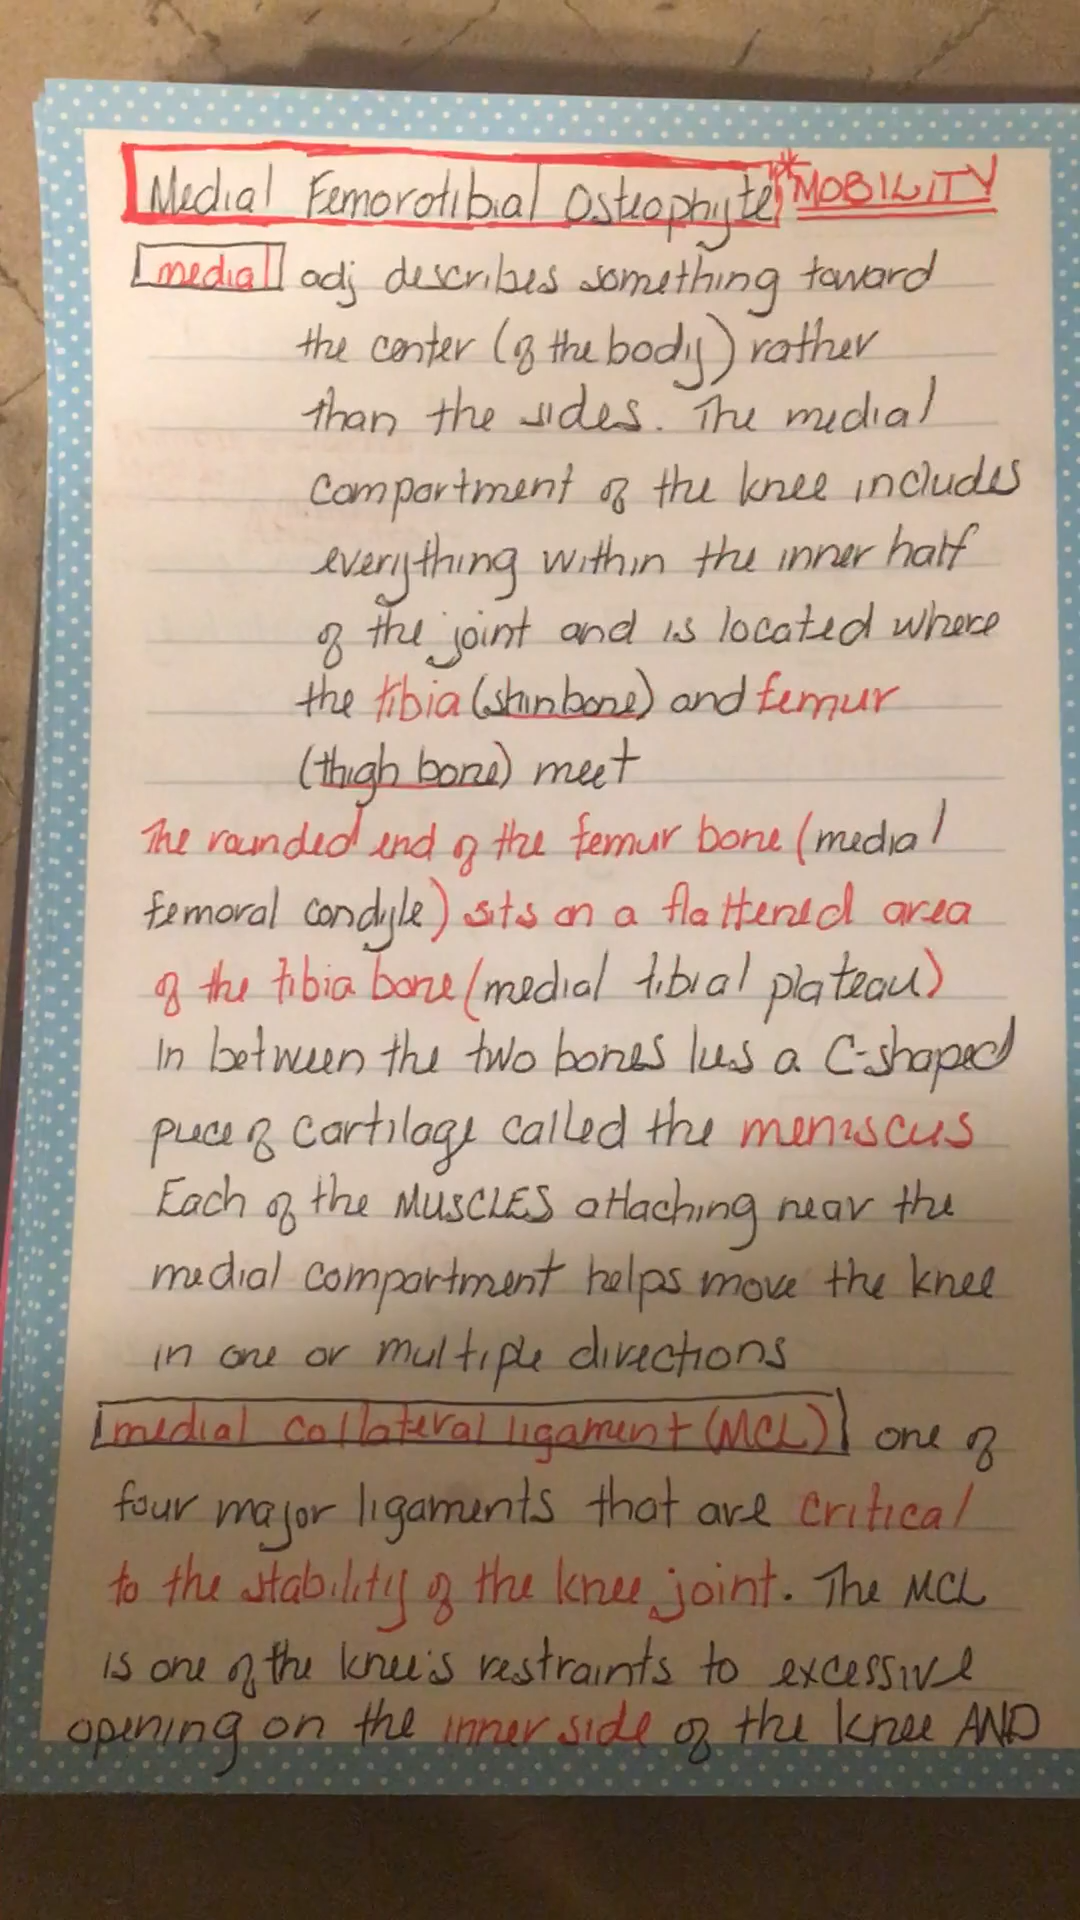 Medial Femorotibial Osteophyte, *MOBILITY
medial adj describes something toward
the center (of the body) rather
than the sides. The medial
compartment of the knee includes
everything within the inner half
of the joint and is located where
the tibia (shinbone) and femur
(thigh bone) meet
The rounded end of the femur bone (medial
femoral condyle) sits on a flattened area
of the tibia bone (medial tibial plateau)
In between the two bones lies a C-shaped
piece of cartilage called the meniscus
Each of the MUSCLES attaching near the
medial compartment helps move the knee
in one or multiple directions
medial collateral ligament (MCL) one of
four major ligaments that are critical
to the stability of the knee joint. The MCL
is one of the knee's restraints to excessive
opening on the inner side of the knee AND